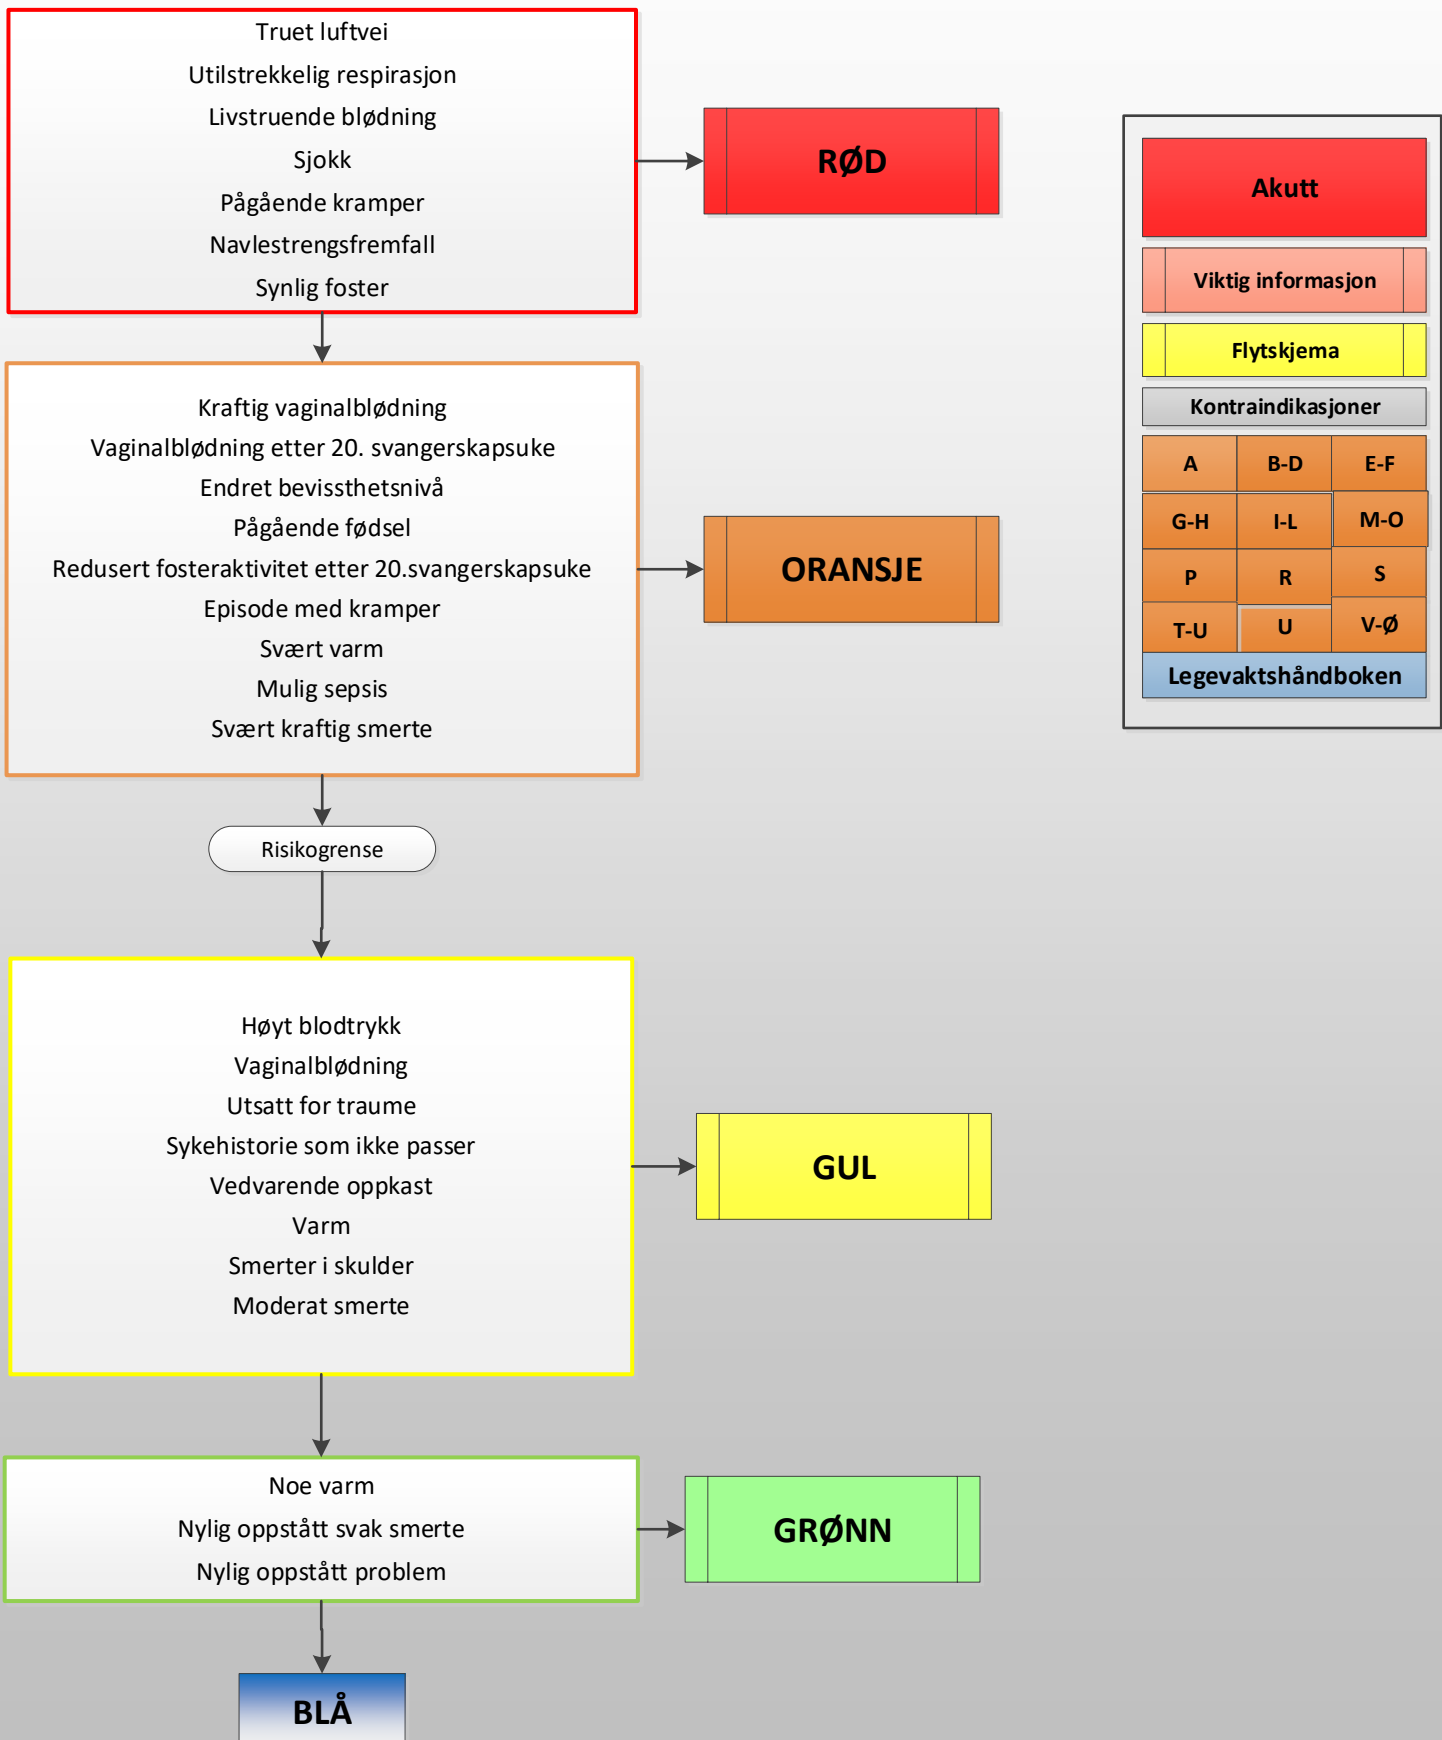 Truet luftvei
Utilstrekkelig respirasjon
Livstruende blødning
Sjokk
Pågående kramper
Navlestrengsfremfall
Synlig foster
RØD
Kraftig vaginalblødning
Vaginalblødning etter 20. svangerskapsuke
Endret bevissthetsnivå
Pågående fødsel
Redusert fosteraktivitet etter 20.svangerskapsuke
Episode med kramper
Svært varm
Mulig sepsis
Svært kraftig smerte
ORANSJE
Risikogrense
Høyt blodtrykk
Vaginalblødning
Utsatt for traume
Sykehistorie som ikke passer
Vedvarende oppkast
Varm
Smerter i skulder
Moderat smerte
GUL
Noe varm
Nylig oppstått svak smerte
Nylig oppstått problem
GRØNN
BLÅ
Akutt
Viktig informasjon
Flytskjema
Kontraindikasjoner
A B-D E-F
G-H I-L M-O
P R S
T-U U V-Ø
Legevaktshåndboken